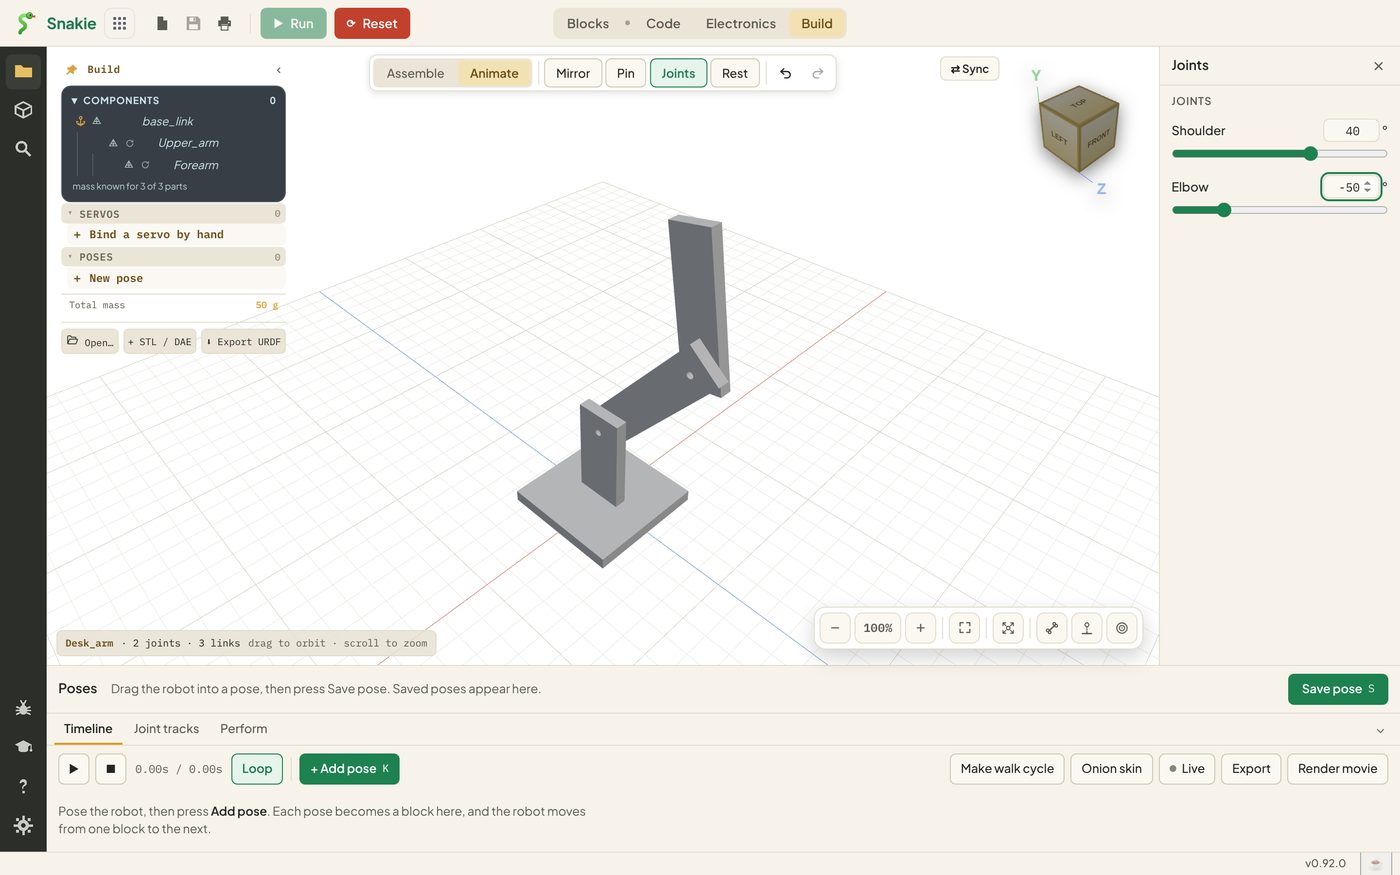 Snakie
Run
Reset
Blocks
Code
Electronics
Build
Build
COMPONENTS 0
base_link
Upper_arm
Forearm
mass known for 3 of 3 parts
SERVOS 0
+ Bind a servo by hand
POSES 0
+ New pose
Total mass 50 g
Open…
+ STL / DAE
Export URDF
Assemble
Animate
Mirror
Pin
Joints
Rest
Sync
Y
TOP
LEFT
FRONT
Z
Joints
JOINTS
Shoulder 40 °
Elbow -50 °
Desk_arm · 2 joints · 3 links drag to orbit · scroll to zoom
− 100% +
Poses Drag the robot into a pose, then press Save pose. Saved poses appear here.
Save pose S
Timeline
Joint tracks
Perform
0.00s / 0.00s
Loop
+ Add pose K
Make walk cycle
Onion skin
Live
Export
Render movie
Pose the robot, then press Add pose. Each pose becomes a block here, and the robot moves
from one block to the next.
v0.92.0